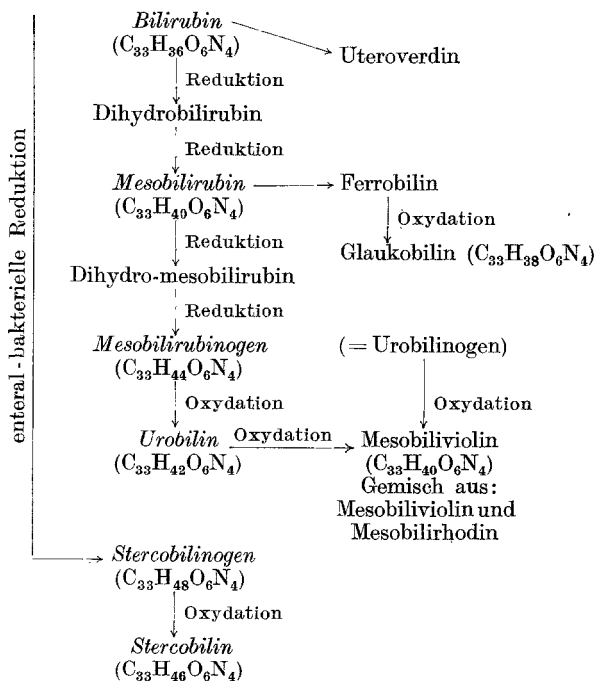 Bilirubin
(C₃₃H₃₆O₆N₄)
Uteroverdin
Reduktion
Dihydrobilirubin
Reduktion
Mesobilirubin
Ferrobilin
(C₃₃H₄₀O₆N₄)
Oxydation
Reduktion
Glaukobilin (C₃₃H₃₈O₆N₄)
Dihydro-mesobilirubin
Reduktion
Mesobilirubinogen
(= Urobilinogen)
(C₃₃H₄₄O₆N₄)
Oxydation
Oxydation
Urobilin
Oxydation
Mesobiliviolin
(C₃₃H₄₂O₆N₄)
(C₃₃H₄₀O₆N₄)
Gemisch aus:
Mesobiliviolin und
Mesobilirhodin
enteral-bakterielle Reduktion
Stercobilinogen
(C₃₃H₄₈O₆N₄)
Oxydation
Stercobilin
(C₃₃H₄₆O₆N₄)